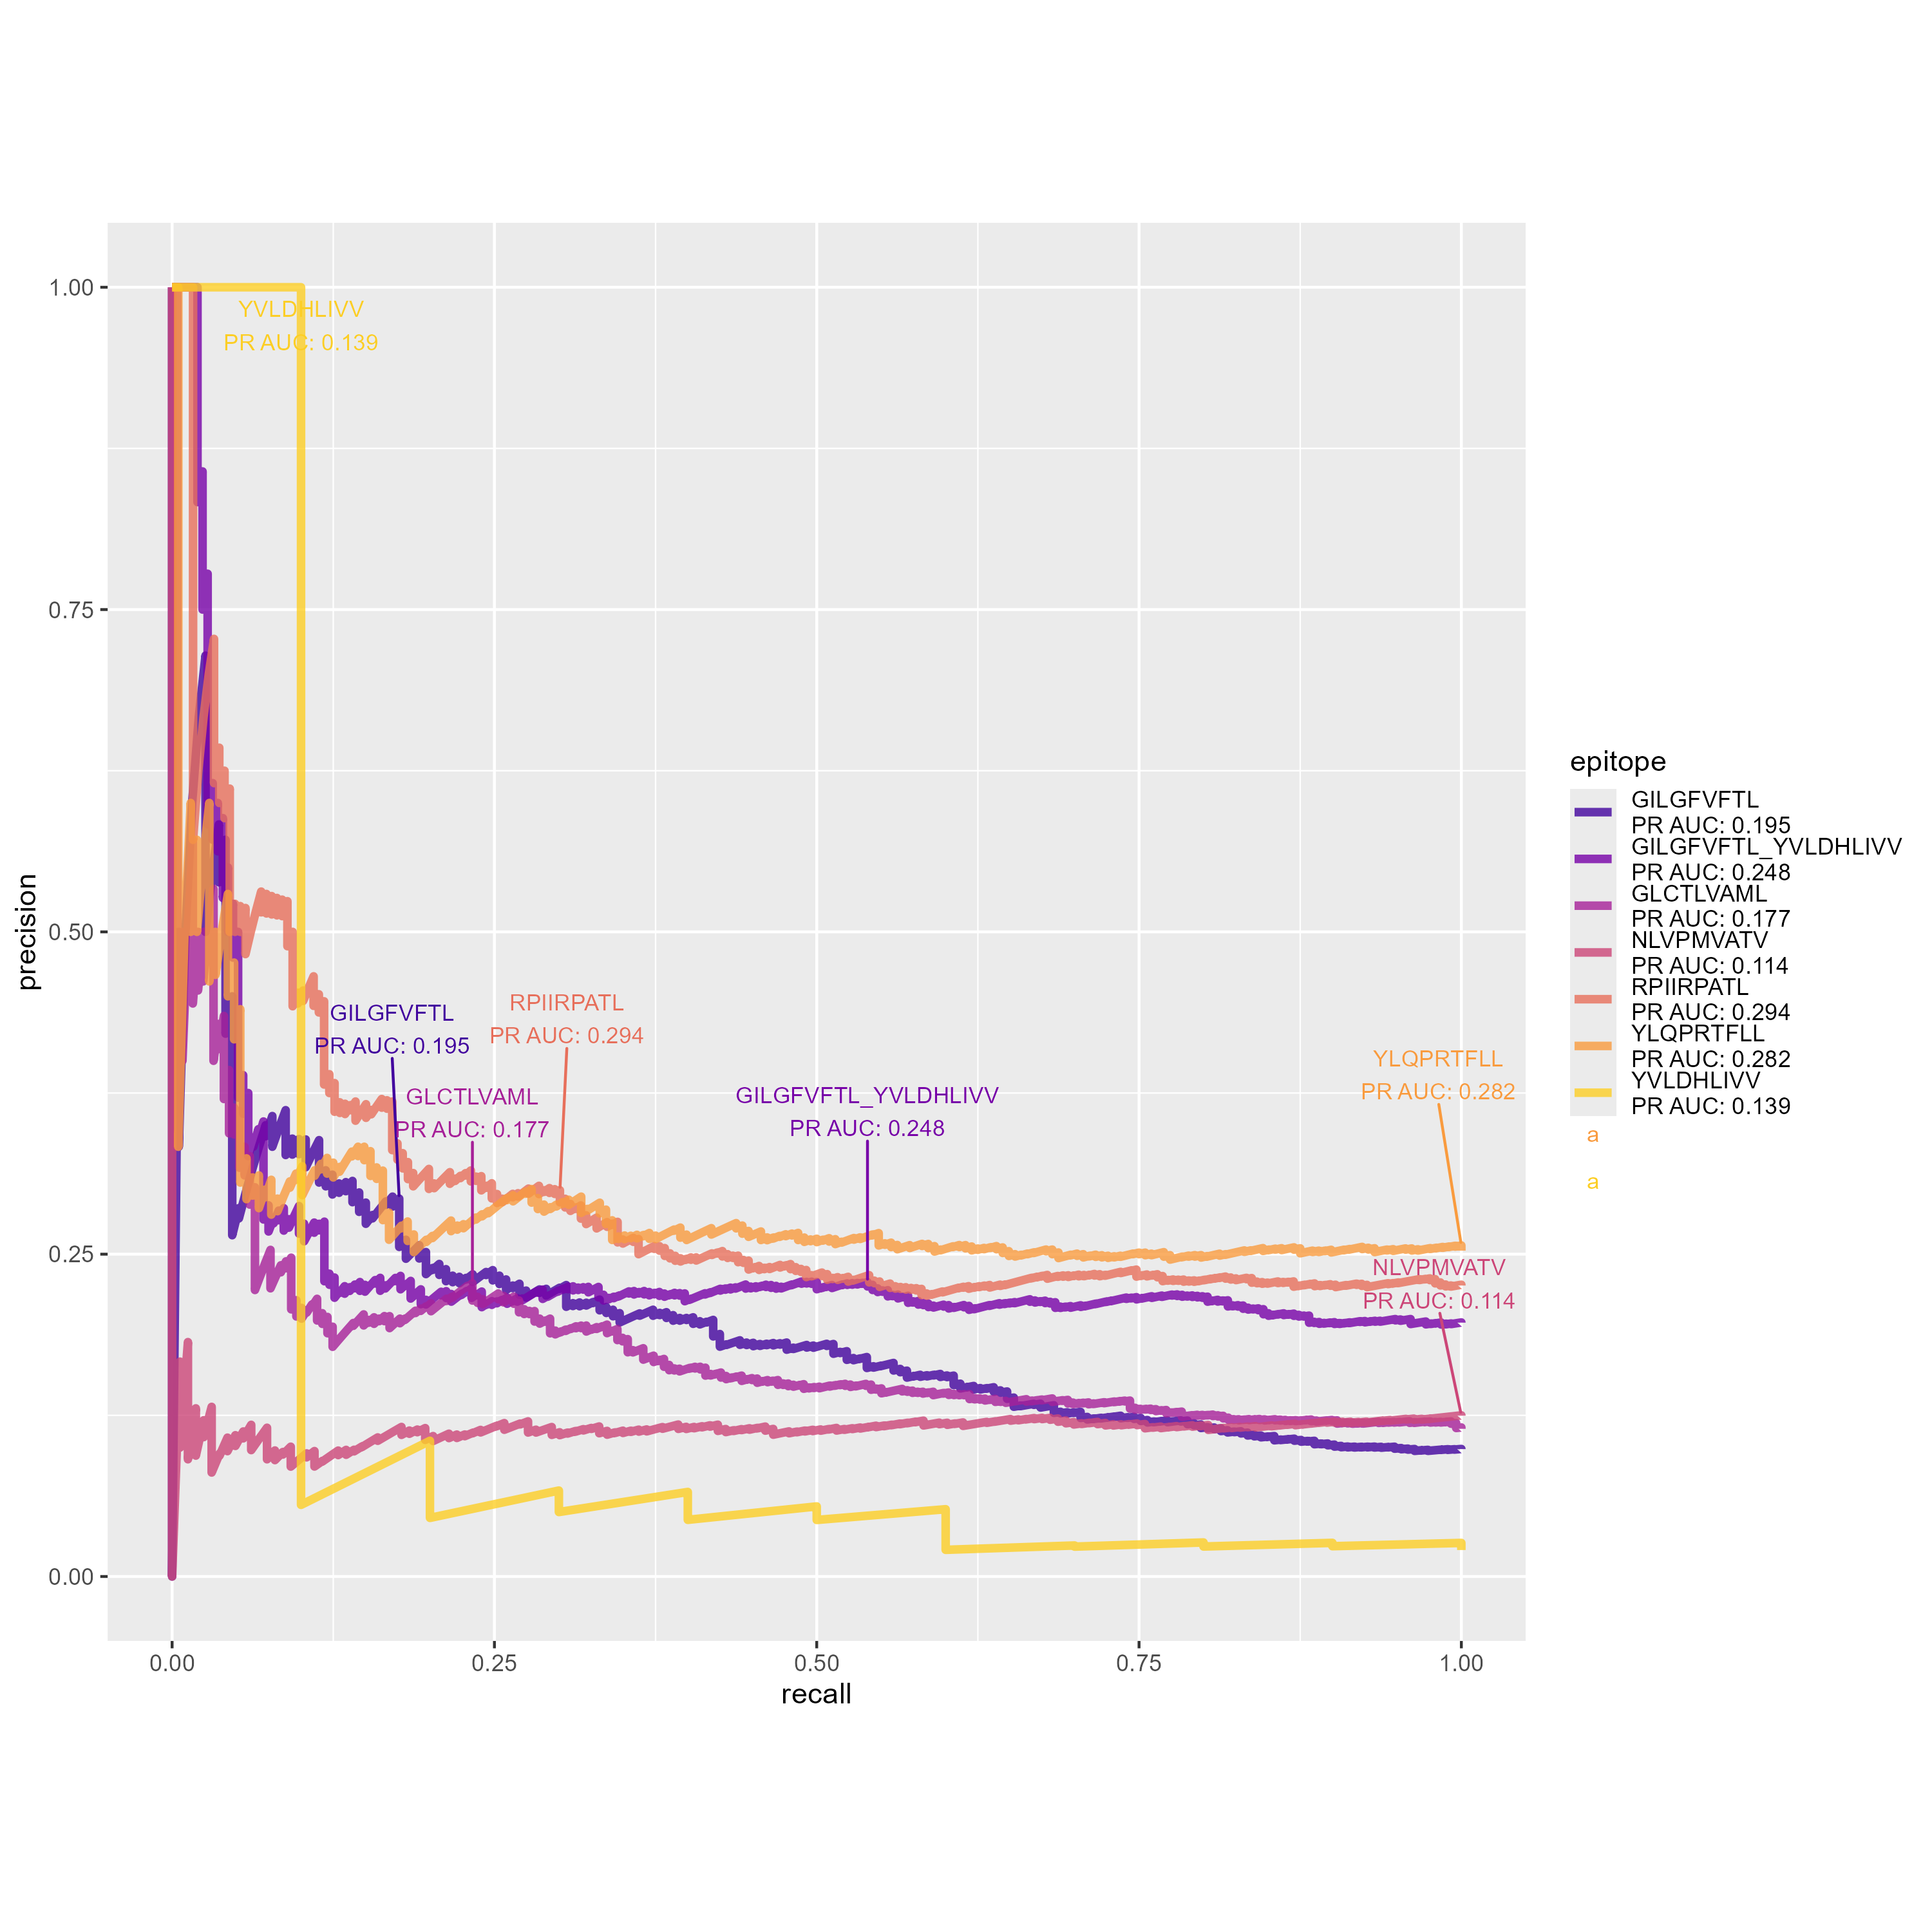 1.00
0.75
0.50
0.25
0.00
precision
0.00
0.25
0.50
0.75
1.00
recall
YVLDHLIVV
PR AUC: 0.139
GILGFVFTL
PR AUC: 0.195
RPIIRPATL
PR AUC: 0.294
GLCTLVAML
PR AUC: 0.177
GILGFVFTL_YVLDHLIVV
PR AUC: 0.248
YLQPRTFLL
PR AUC: 0.282
NLVPMVATV
PR AUC: 0.114
epitope
GILGFVFTL
PR AUC: 0.195
GILGFVFTL_YVLDHLIVV
PR AUC: 0.248
GLCTLVAML
PR AUC: 0.177
NLVPMVATV
PR AUC: 0.114
RPIIRPATL
PR AUC: 0.294
YLQPRTFLL
PR AUC: 0.282
YVLDHLIVV
PR AUC: 0.139
a
a